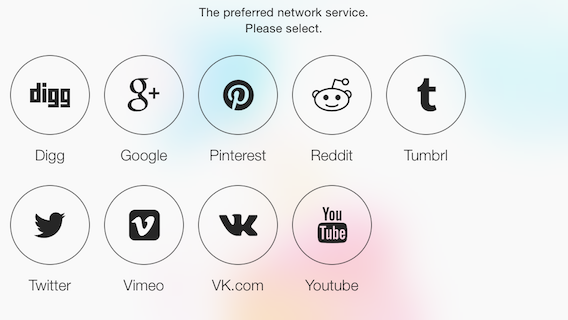 The preferred network service.
Please select.
digg
g+
t
Digg
Google
Pinterest
Reddit
Tumbrl
You
Tube
Twitter
Vimeo
VK.com
Youtube